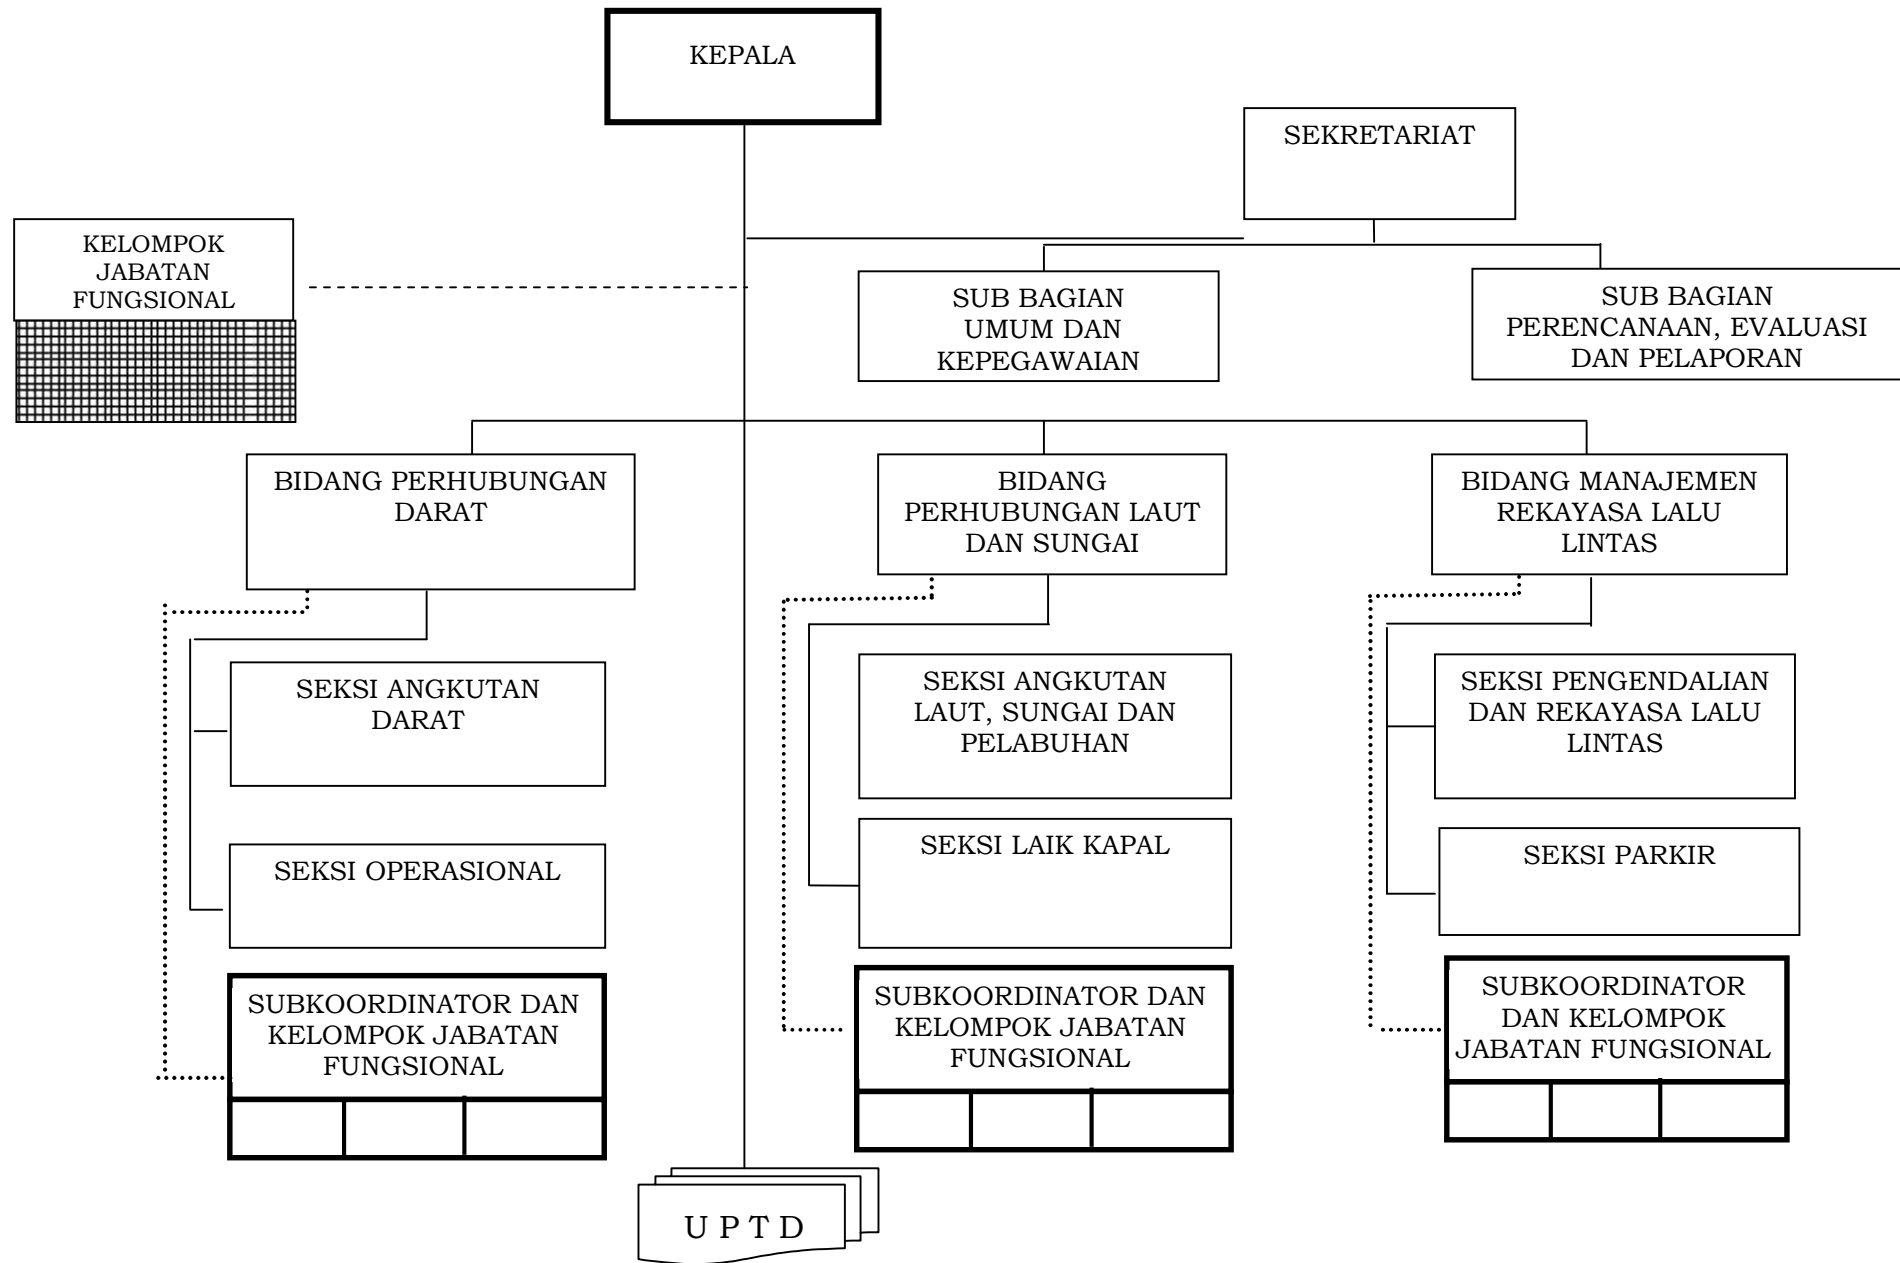 KEPALA
SEKRETARIAT
KELOMPOK
JABATAN
FUNGSIONAL
SUB BAGIAN
UMUM DAN
KEPEGAWAIAN
SUB BAGIAN
PERENCANAAN, EVALUASI
DAN PELAPORAN
BIDANG PERHUBUNGAN
DARAT
BIDANG
PERHUBUNGAN LAUT
DAN SUNGAI
BIDANG MANAJEMEN
REKAYASA LALU
LINTAS
SEKSI ANGKUTAN
DARAT
SEKSI ANGKUTAN
LAUT, SUNGAI DAN
PELABUHAN
SEKSI PENGENDALIAN
DAN REKAYASA LALU
LINTAS
SEKSI OPERASIONAL
SEKSI LAIK KAPAL
SEKSI PARKIR
SUBKOORDINATOR DAN
KELOMPOK JABATAN
FUNGSIONAL
SUBKOORDINATOR DAN
KELOMPOK JABATAN
FUNGSIONAL
SUBKOORDINATOR
DAN KELOMPOK
JABATAN FUNGSIONAL
U P T D